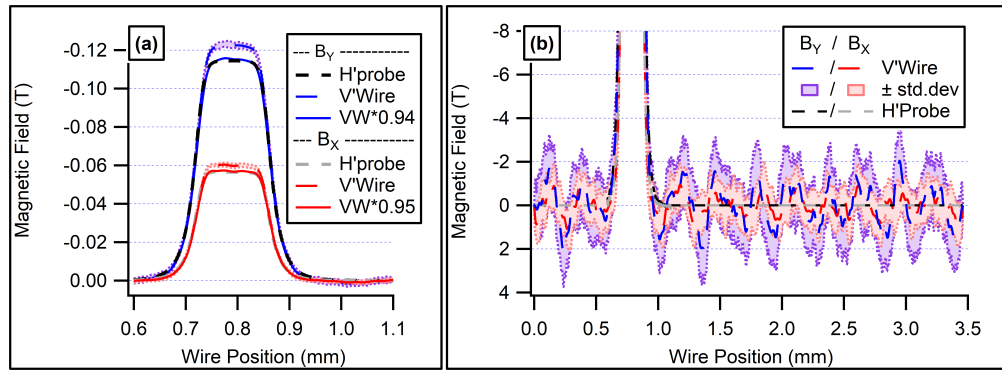 (a)
-0.12
-0.10
-0.08
-0.06
-0.04
-0.02
0.00
Magnetic Field (T)
0.6 0.7 0.8 0.9 1.0 1.1
Wire Position (mm)
--- BY ----------------
H'probe
V'Wire
VW*0.94
--- BX ----------------
H'probe
V'Wire
VW*0.95
(b)
-8
-6
-4
-2
0
2
4
Magnetic Field (T)
0.0 0.5 1.0 1.5 2.0 2.5 3.0 3.5
Wire Position (mm)
BY / BX
/ V'Wire
/ ± std.dev
/ H'Probe